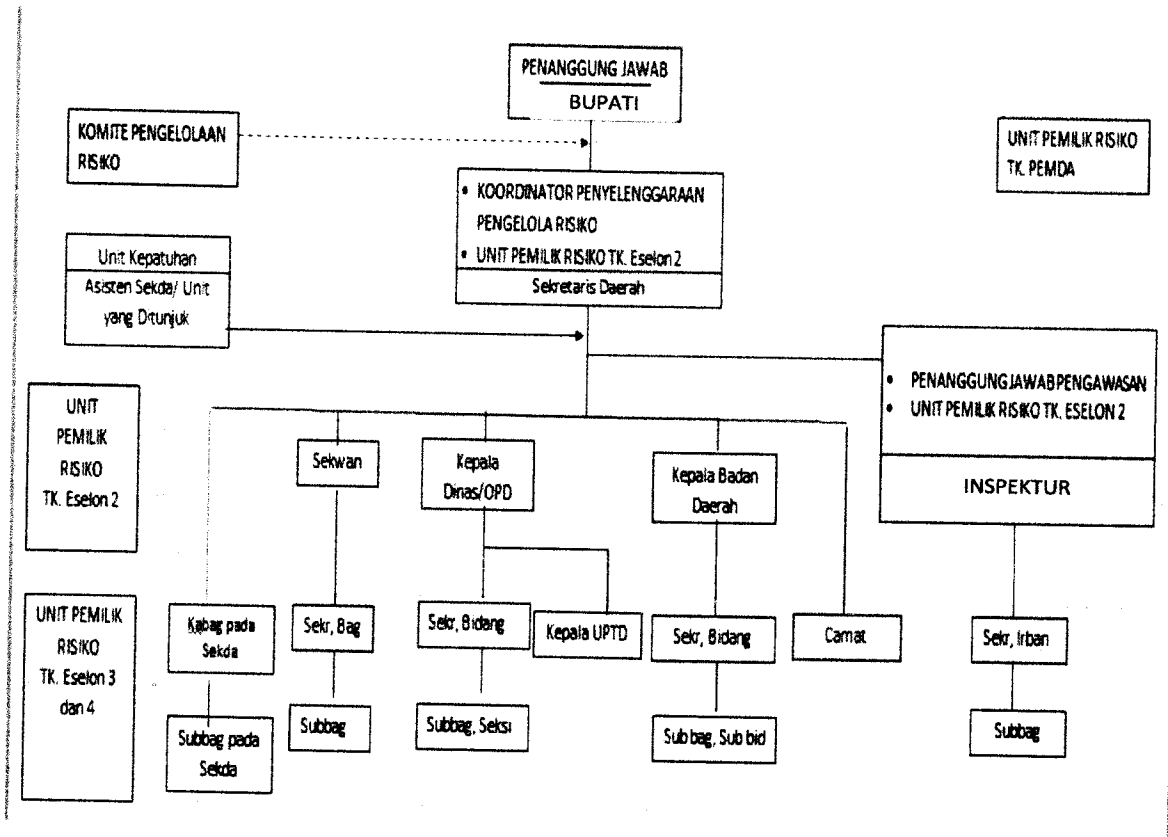 PENANGGUNG JAWAB
BUPATI
KOMITE PENGELOLAAN
RISIKO
UNIT PEMILIK RISIKO
TK. PEMDA
• KOORDINATOR PENYELENGGARAAN
PENGELOLA RISIKO
• UNIT PEMILIK RISIKO TK. Eselon 2
Sekretaris Daerah
Unit Kepatuhan
Asisten Sekda/ Unit
yang Ditunjuk
• PENANGGUNG JAWAB PENGAWASAN
• UNIT PEMILIK RISIKO TK. ESELON 2
INSPEKTUR
UNIT
PEMILIK
RISIKO
TK. Eselon 2
Sekwan
Kepala
Dinas/OPD
Kepala Badan
Daerah
UNIT PEMILIK
RISIKO
TK. Eselon 3
dan 4
Kabag pada
Sekda
Sekr, Bag
Sekr, Bidang
Kepala UPTD
Sekr, Bidang
Camat
Sekr, Irban
Subbag pada
Sekda
Subbag
Subbag, Seksi
Sub bag, Sub bid
Subbag